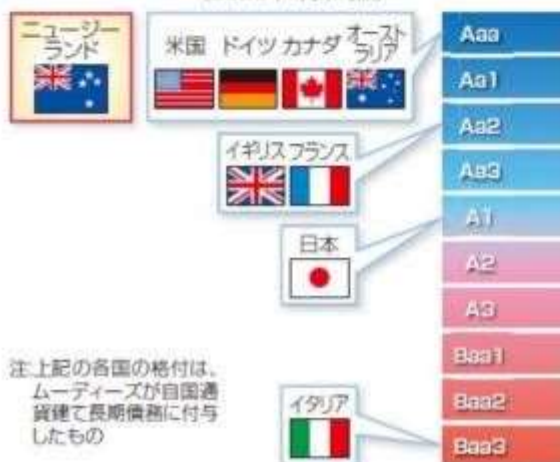 ニュージー
ランド
米国 ドイツ カナダ オースト
ラリア
イギリス フランス
日本
イタリア
Aaa
Aa1
Aa2
Aa3
A1
A2
A3
Baa1
Baa2
Baa3
注:上記の各国の格付は、
ムーディーズが自国通
貨建て長期債務に付与
したもの